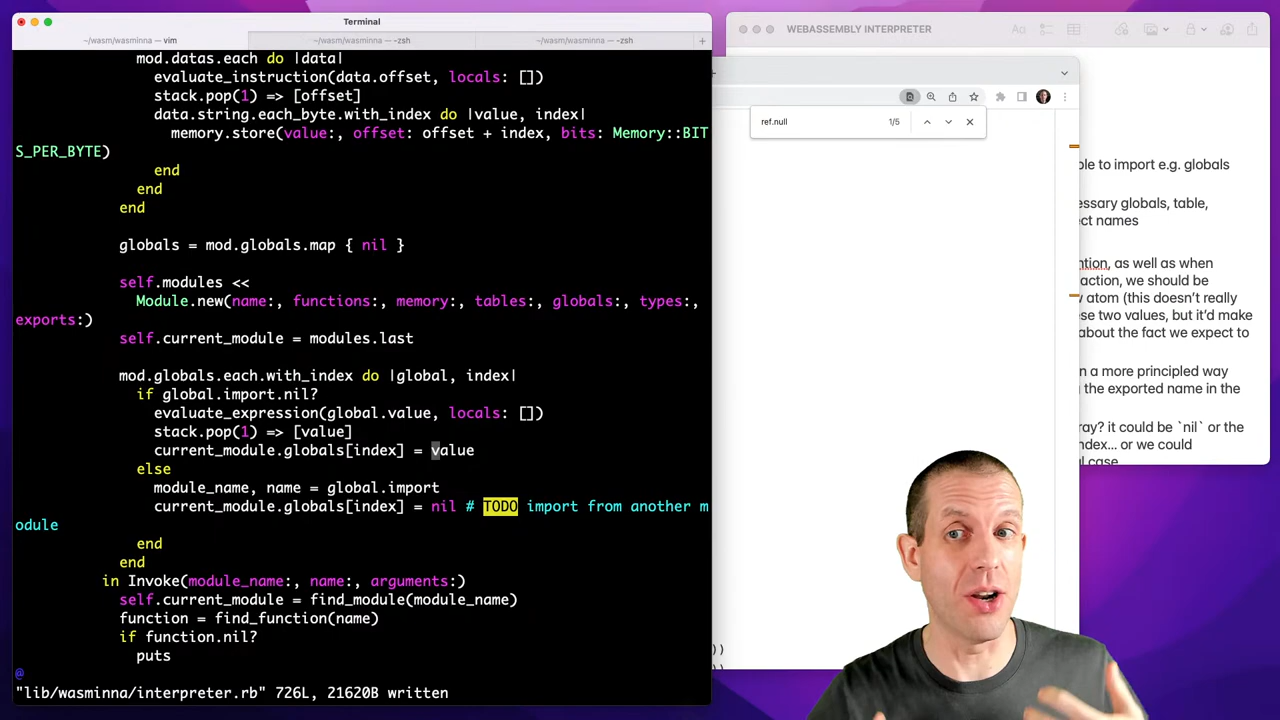 Terminal
~/wasm/wasminna — vim
~/wasm/wasminna — -zsh
~/wasm/wasminna — -zsh
+
mod.datas.each do |data|
evaluate_instruction(data.offset, locals: [])
stack.pop(1) => [offset]
data.string.each_byte.with_index do |value, index|
memory.store(value:, offset: offset + index, bits: Memory::BIT
S_PER_BYTE)
end
end
end
globals = mod.globals.map { nil }
self.modules <<
Module.new(name:, functions:, memory:, tables:, globals:, types:,
exports:)
self.current_module = modules.last
mod.globals.each.with_index do |global, index|
if global.import.nil?
evaluate_expression(global.value, locals: [])
stack.pop(1) => [value]
current_module.globals[index] = value
else
module_name, name = global.import
current_module.globals[index] = nil # TODO import from another m
odule
end
end
in Invoke(module_name:, name:, arguments:)
self.current_module = find_module(module_name)
function = find_function(name)
if function.nil?
puts
@
"lib/wasminna/interpreter.rb" 726L, 21620B written
WEBASSEMBLY INTERPRETER
Aa
ref.null
1/5
))
))
ble to import e.g. globals
essary globals, table,
ect names
ntion, as well as when
action, we should be
y atom (this doesn't really
ese two values, but it'd make
about the fact we expect to
n a more principled way
g the exported name in the
ray? it could be `nil` or the
ndex... or we could
al case